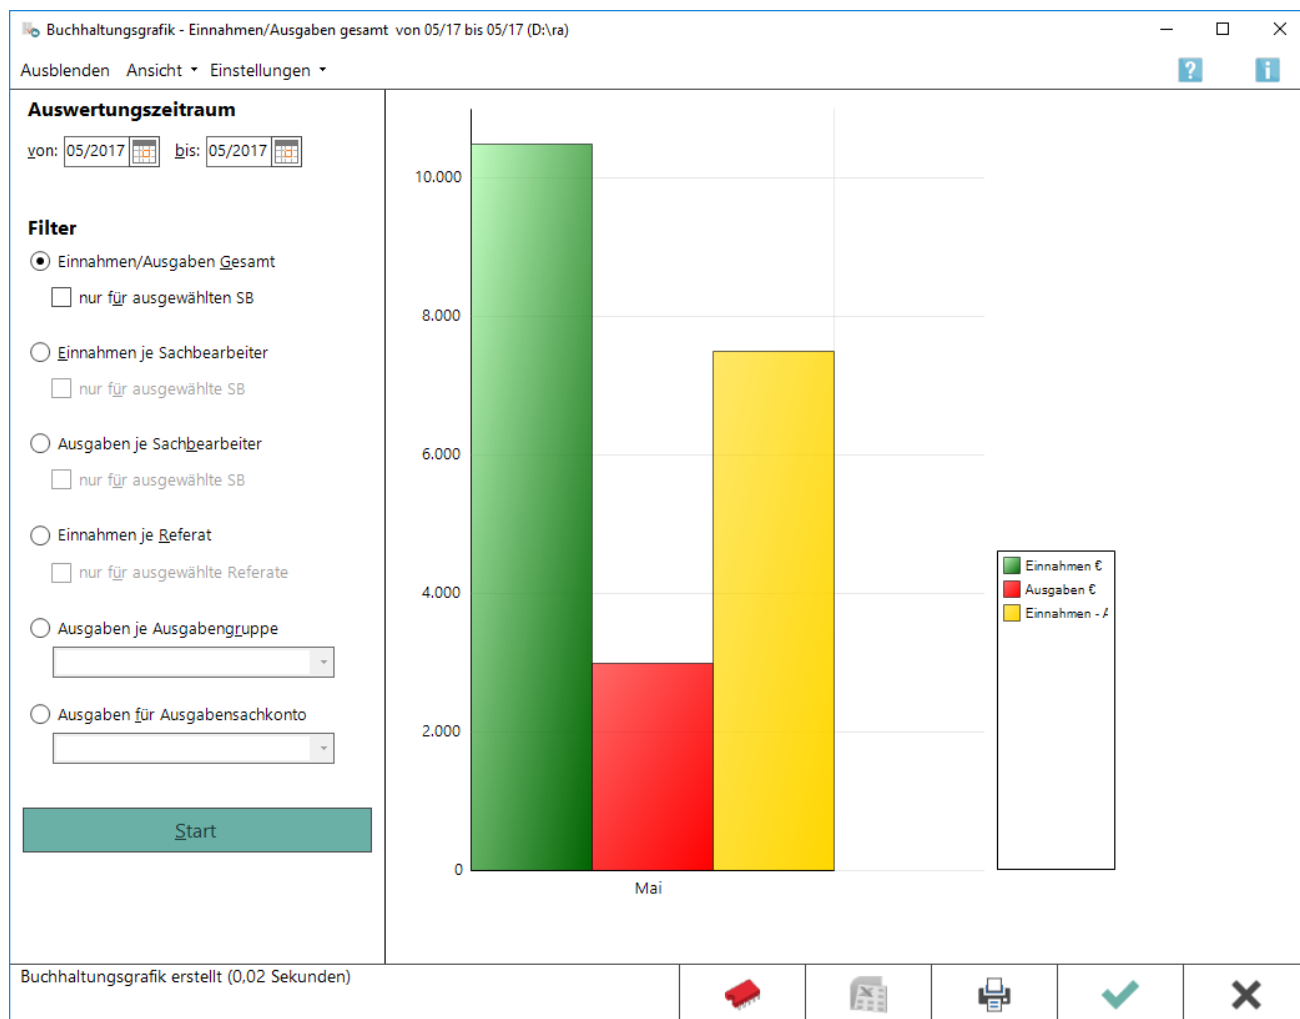 Buchhaltungsgrafik - Einnahmen/Ausgaben gesamt von 05/17 bis 05/17 (D:\ra)
Ausblenden Ansicht Einstellungen
Auswertungszeitraum
von: 05/2017 bis: 05/2017
Filter
Einnahmen/Ausgaben Gesamt
nur für ausgewählten SB
Einnahmen je Sachbearbeiter
nur für ausgewählte SB
Ausgaben je Sachbearbeiter
nur für ausgewählte SB
Einnahmen je Referat
nur für ausgewählte Referate
Ausgaben je Ausgabengruppe
Ausgaben für Ausgabensachkonto
Start
10.000
8.000
6.000
4.000
2.000
0
Mai
Einnahmen €
Ausgaben €
Einnahmen - A
Buchhaltungsgrafik erstellt (0,02 Sekunden)